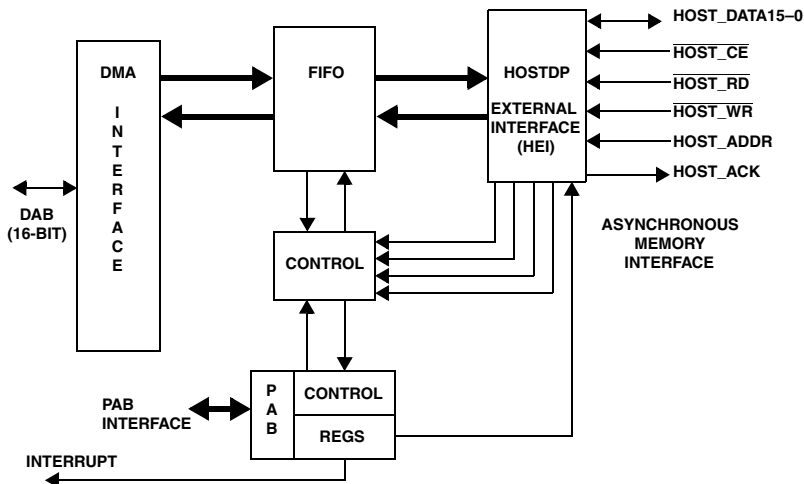 HOST_DATA15–0
DMA
FIFO
HOSTDP
HOST_CE
HOST_RD
EXTERNAL
INTERFACE
(HEI)
HOST_WR
HOST_ADDR
HOST_ACK
I
N
T
E
R
F
A
C
E
DAB
(16-BIT)
ASYNCHRONOUS
MEMORY
INTERFACE
CONTROL
PAB
INTERFACE
P
A
B
CONTROL
REGS
INTERRUPT